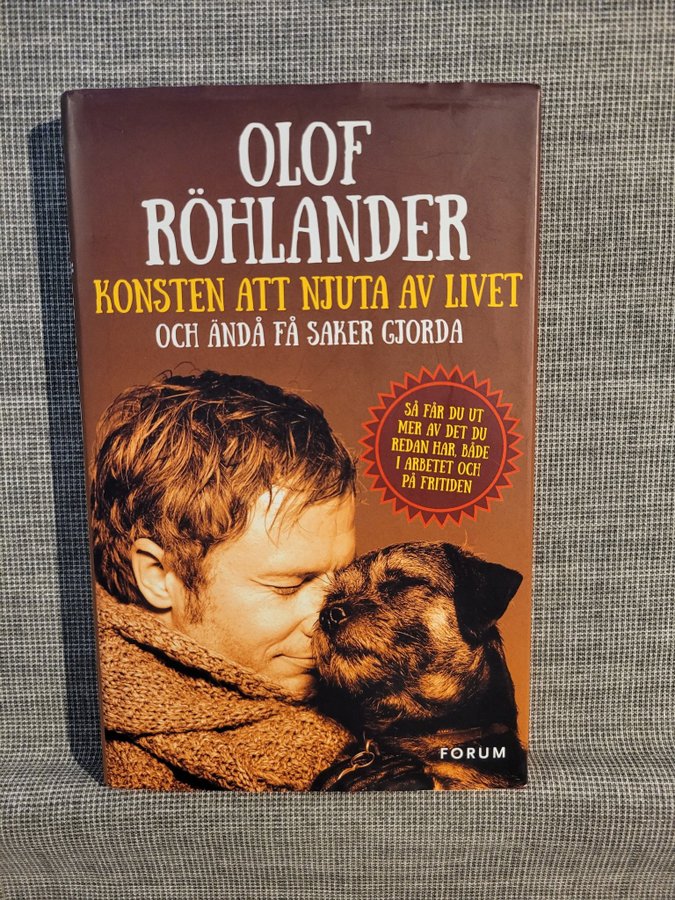 OLOF
RÖHLANDER
KONSTEN ATT NJUTA AV LIVET
OCH ÄNDÅ FÅ SAKER GJORDA
SÅ FÅR DU UT
MER AV DET DU
REDAN HAR, BÅDE
I ARBETET OCH
PÅ FRITIDEN
FORUM